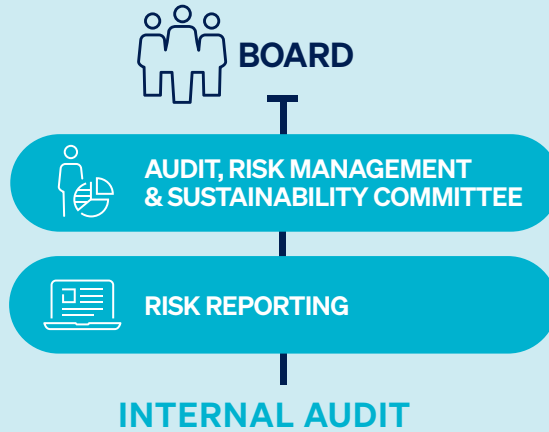 BOARD
AUDIT, RISK MANAGEMENT
& SUSTAINABILITY COMMITTEE
RISK REPORTING
INTERNAL AUDIT